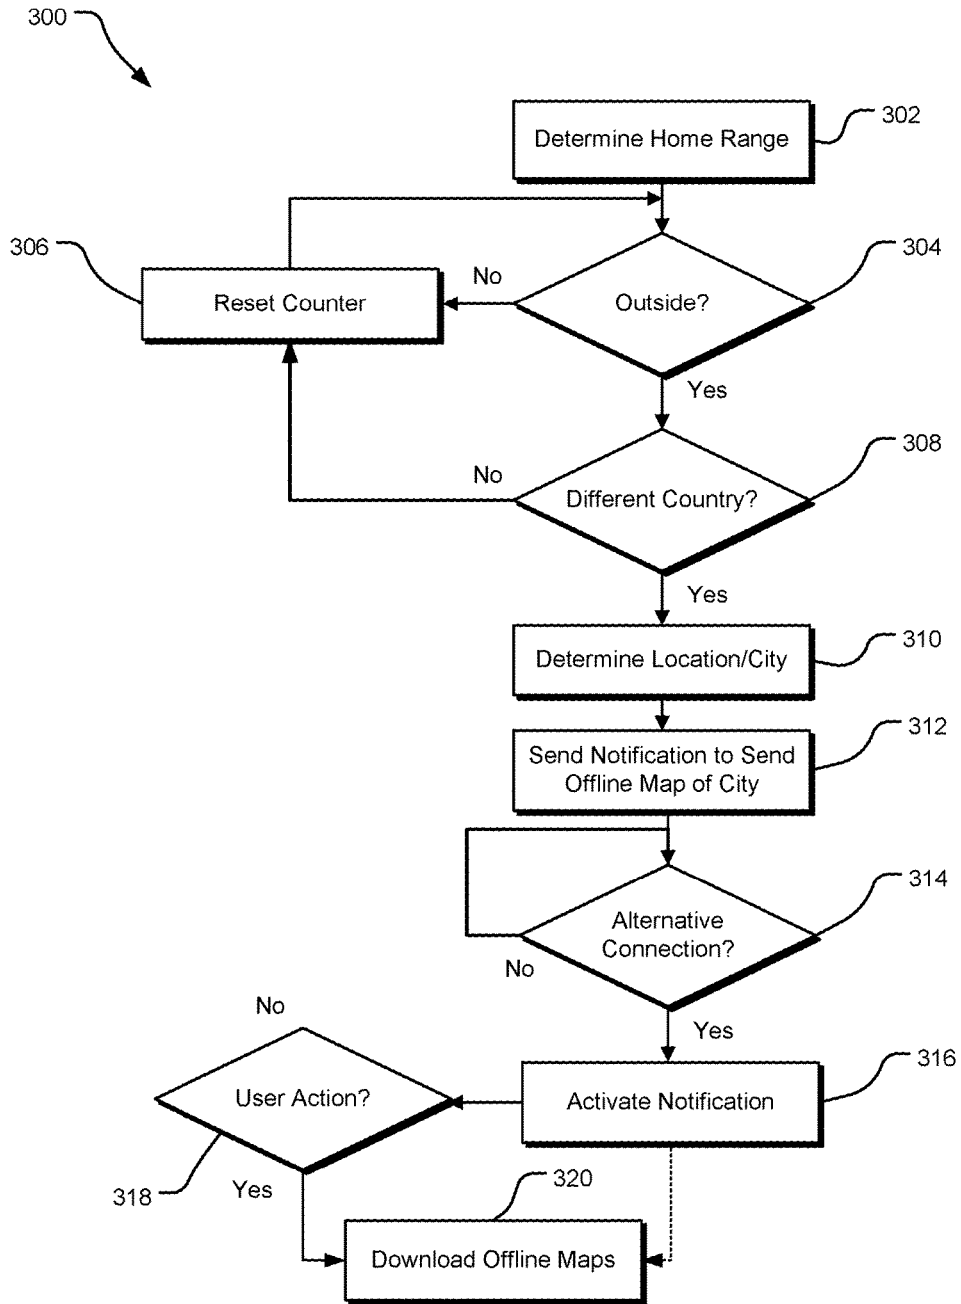 300
302
Determine Home Range
306
304
No
Reset Counter
Outside?
Yes
308
No
Different Country?
Yes
310
Determine Location/City
312
Send Notification to Send
Offline Map of City
314
Alternative
Connection?
No
No
Yes
316
User Action?
Activate Notification
318
Yes
320
Download Offline Maps